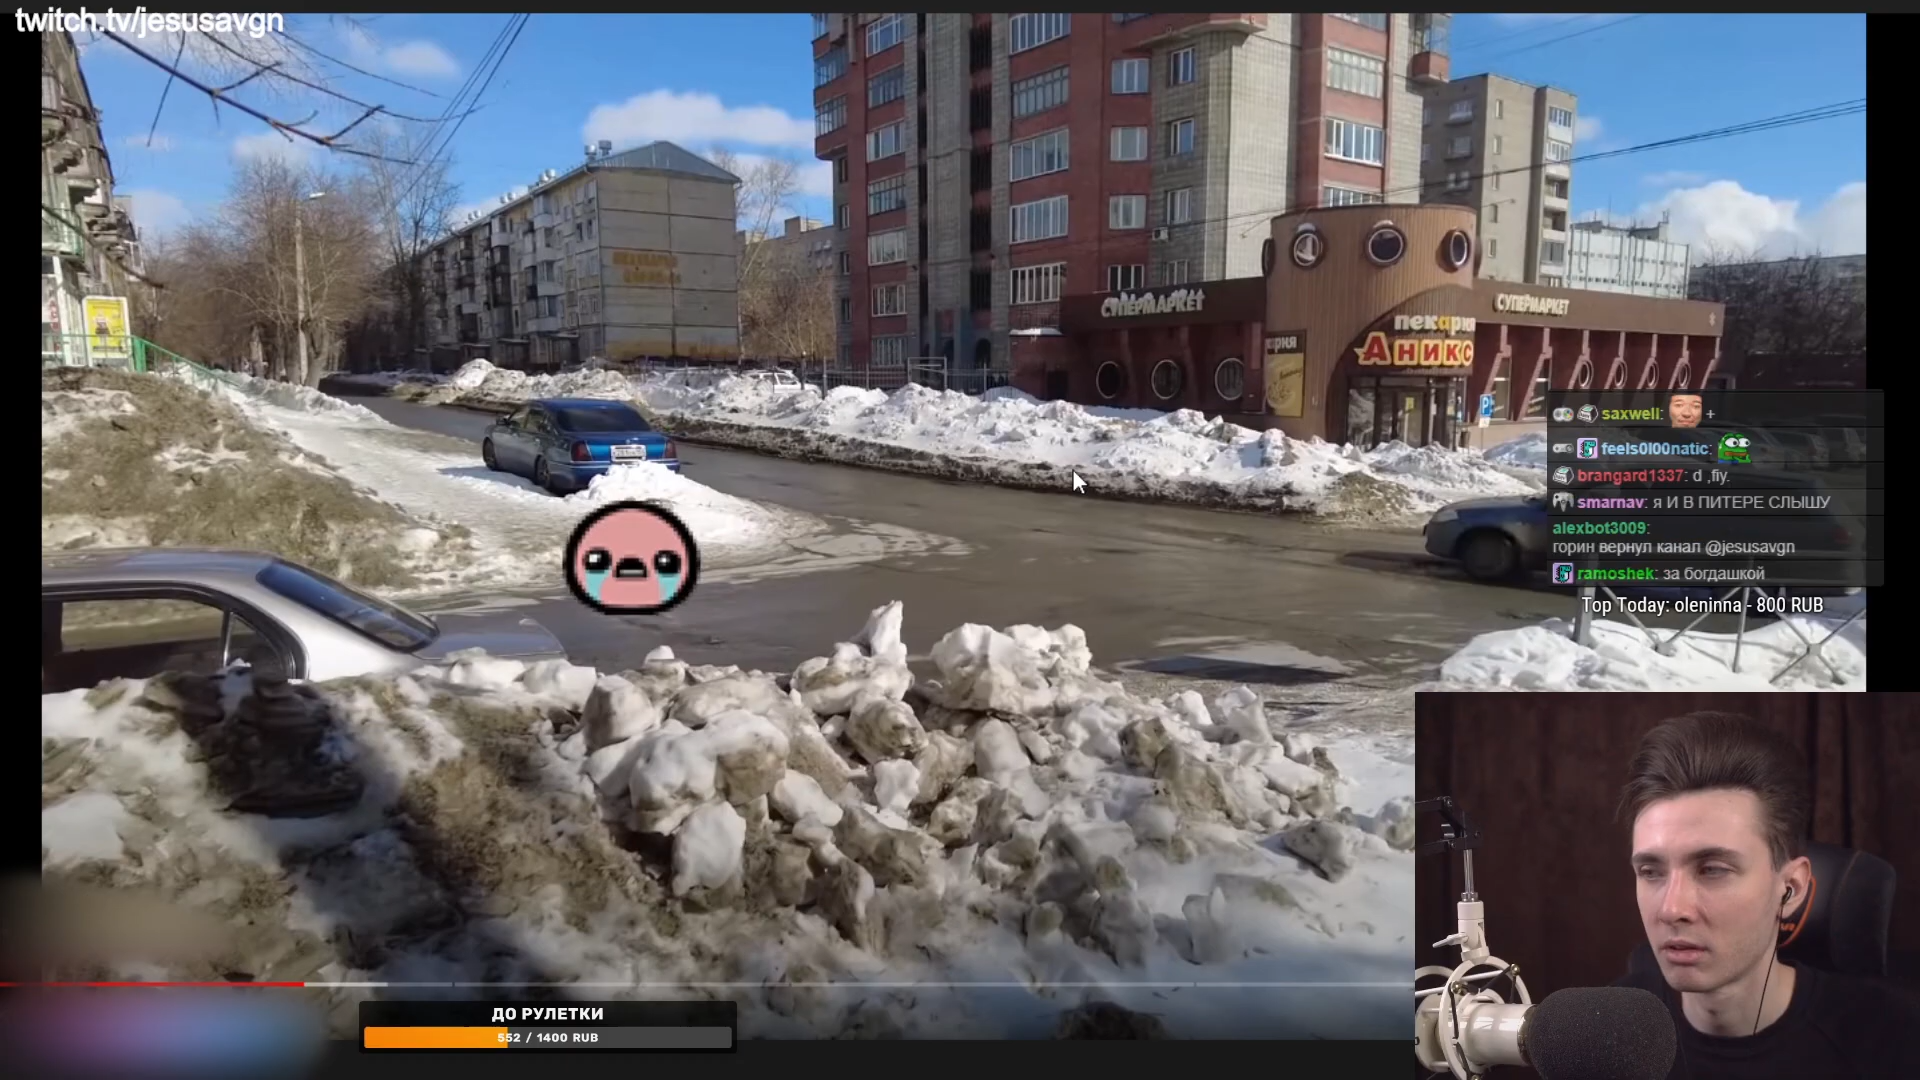 twitch.tv/jesusavgn
СУПЕРМАРКЕТ
СУПЕРМАРКЕТ
пекарня
Аникс
saxwell: +
feels0l00natic:
brangard1337: d ,fiy.
smarnav: я И В ПИТЕРЕ СЛЫШУ
alexbot3009:
горин вернул канал @jesusavgn
ramoshek: за богдашкой
Top Today: oleninna - 800 RUB
ДО РУЛЕТКИ
552 / 1400 RUB